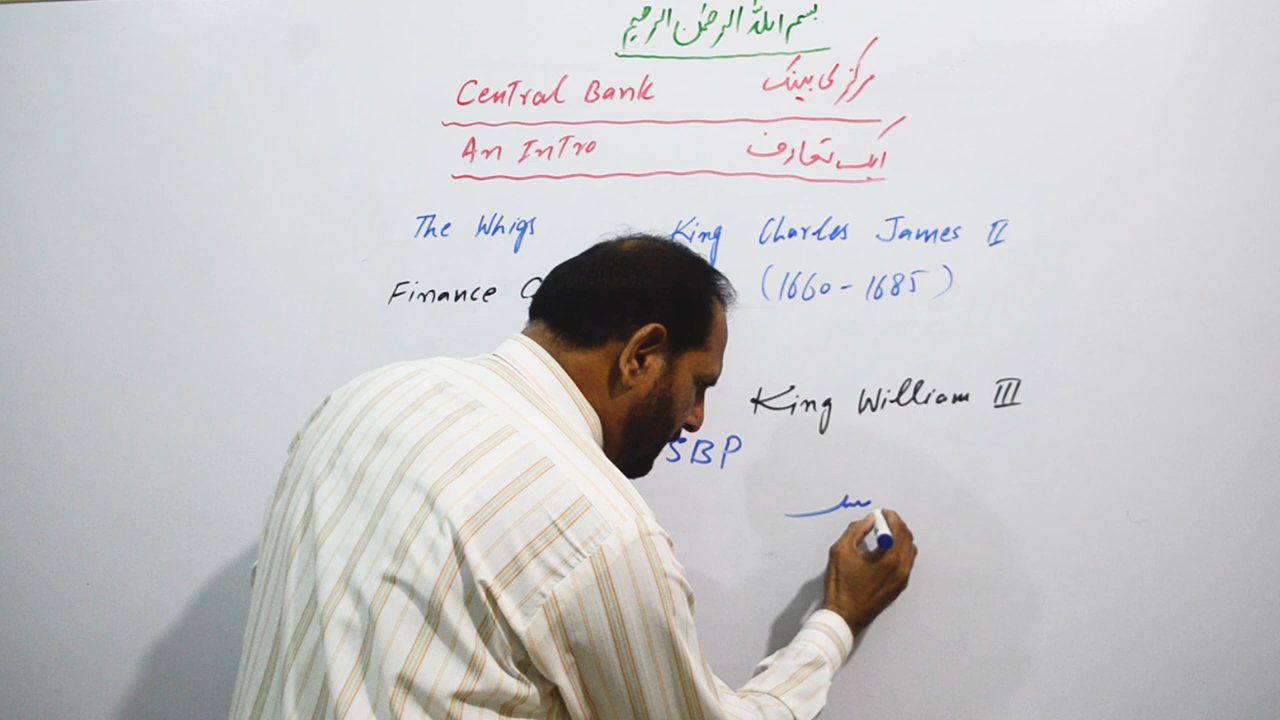 بسم اللہ الرحمٰن الرحیم
Central Bank مرکزی بینک
An Intro ایک تعارف
The Whigs King Charles James II
Finance (1660-1685)
King William III
SBP